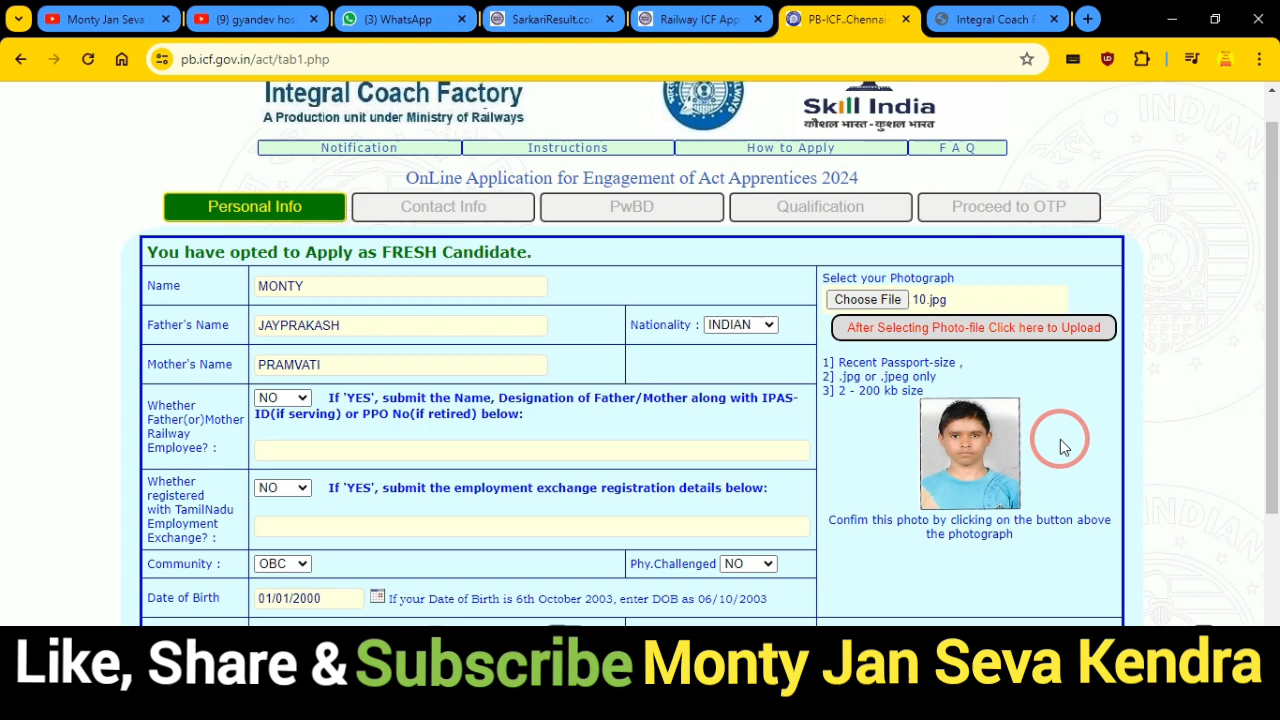 Monty Jan Seva
(9) gyandev hos
(3) WhatsApp
SarkariResult.co
Railway ICF App
PB-ICF..Chennai
Integral Coach F
pb.icf.gov.in/act/tab1.php
Integral Coach Factory
A Production unit under Ministry of Railways
Skill India
कौशल भारत-कुशल भारत
Notification
Instructions
How to Apply
F A Q
OnLine Application for Engagement of Act Apprentices 2024
Personal Info
Contact Info
PwBD
Qualification
Proceed to OTP
You have opted to Apply as FRESH Candidate.
Name
MONTY
Father's Name
JAYPRAKASH
Nationality :
INDIAN
Mother's Name
PRAMVATI
Whether
Father(or)Mother
Railway
Employee? :
NO
If 'YES', submit the Name, Designation of Father/Mother along with IPAS-
ID(if serving) or PPO No(if retired) below:
Whether
registered
with TamilNadu
Employment
Exchange? :
NO
If 'YES', submit the employment exchange registration details below:
Community :
OBC
Phy.Challenged
NO
Date of Birth
01/01/2000
If your Date of Birth is 6th October 2003, enter DOB as 06/10/2003
Select your Photograph
Choose File 10.jpg
After Selecting Photo-file Click here to Upload
1] Recent Passport-size ,
2] .jpg or .jpeg only
3] 2 - 200 kb size
Confim this photo by clicking on the button above
the photograph
Like, Share & Subscribe Monty Jan Seva Kendra